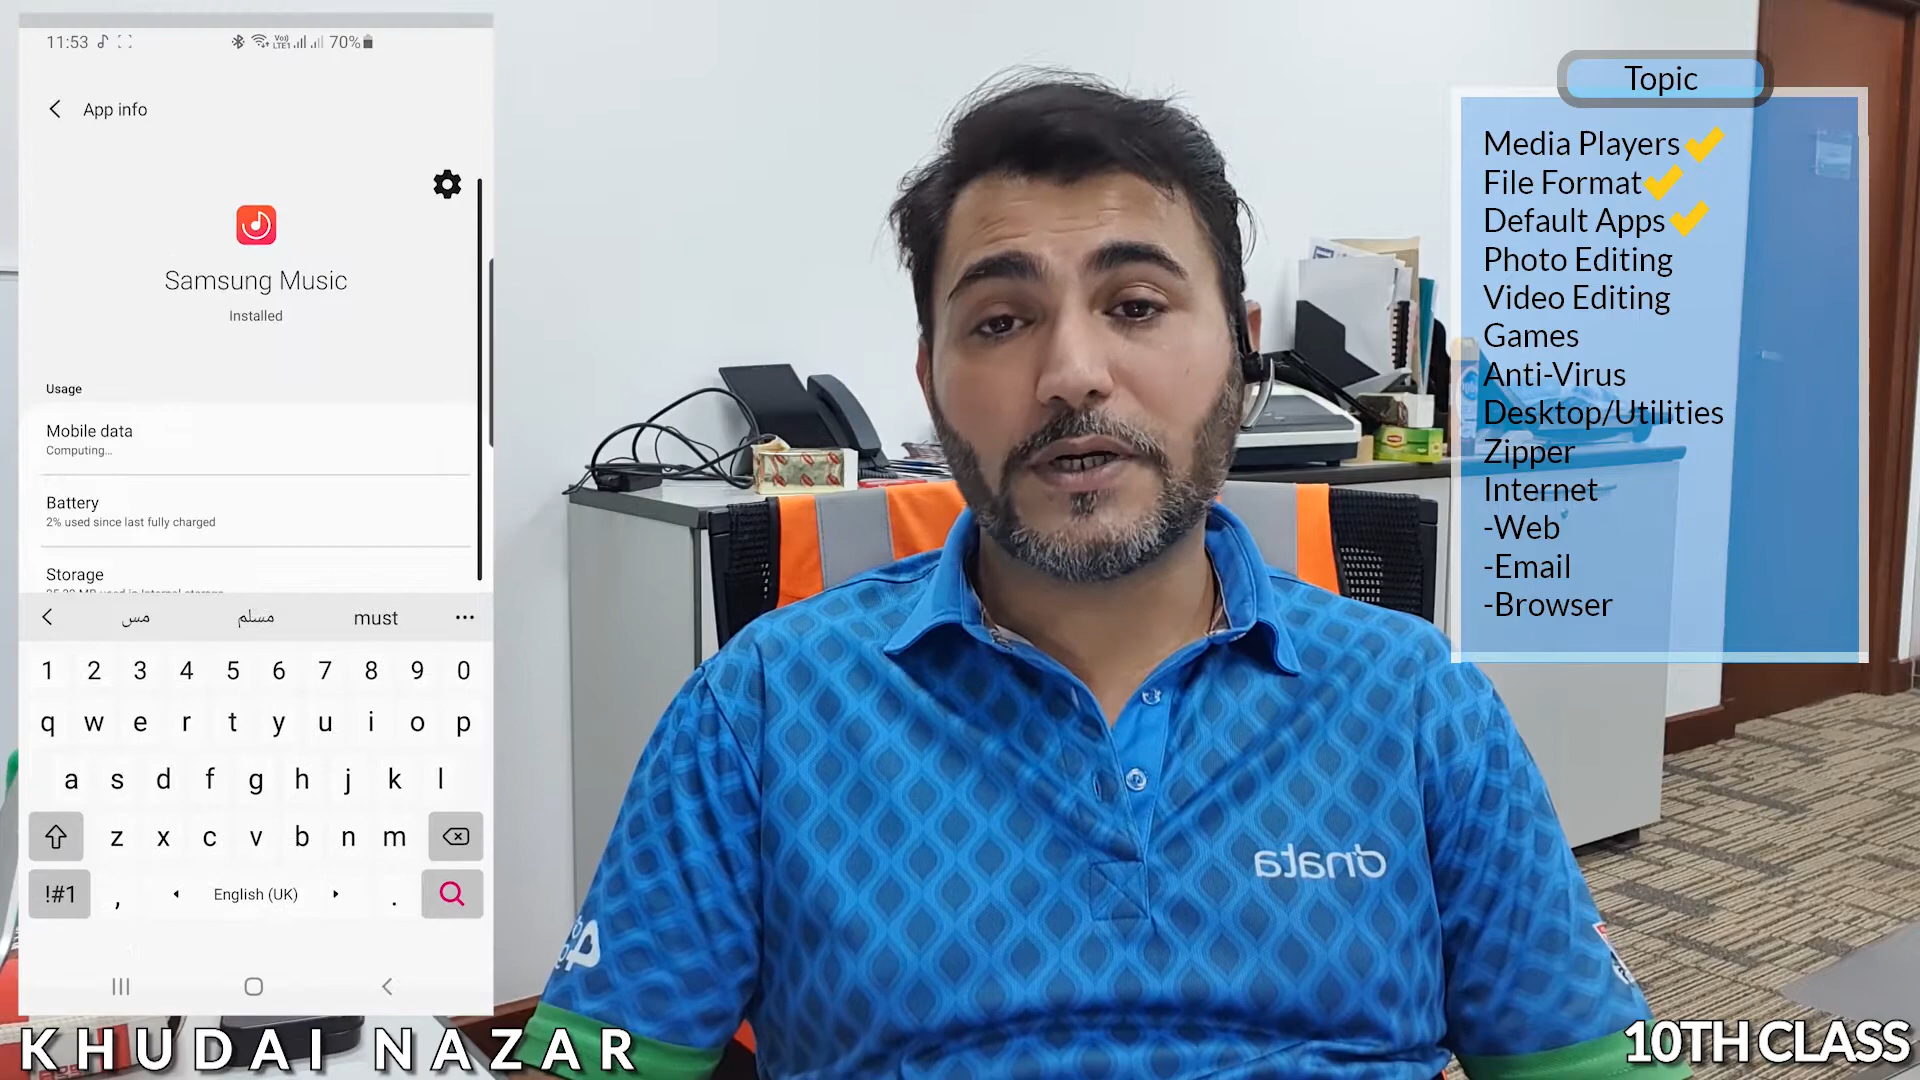 11:53
70%
App info
Samsung Music
Installed
Usage
Mobile data
Computing...
Battery
2% used since last fully charged
Storage
مس مسلم must ...
1 2 3 4 5 6 7 8 9 0
q w e r t y u i o p
a s d f g h j k l
z x c v b n m
!#1 , English (UK) .
Topic
Media Players
File Format
Default Apps
Photo Editing
Video Editing
Games
Anti-Virus
Desktop/Utilities
Zipper
Internet
-Web
-Email
-Browser
dnata
KHUDAI NAZAR
10TH CLASS